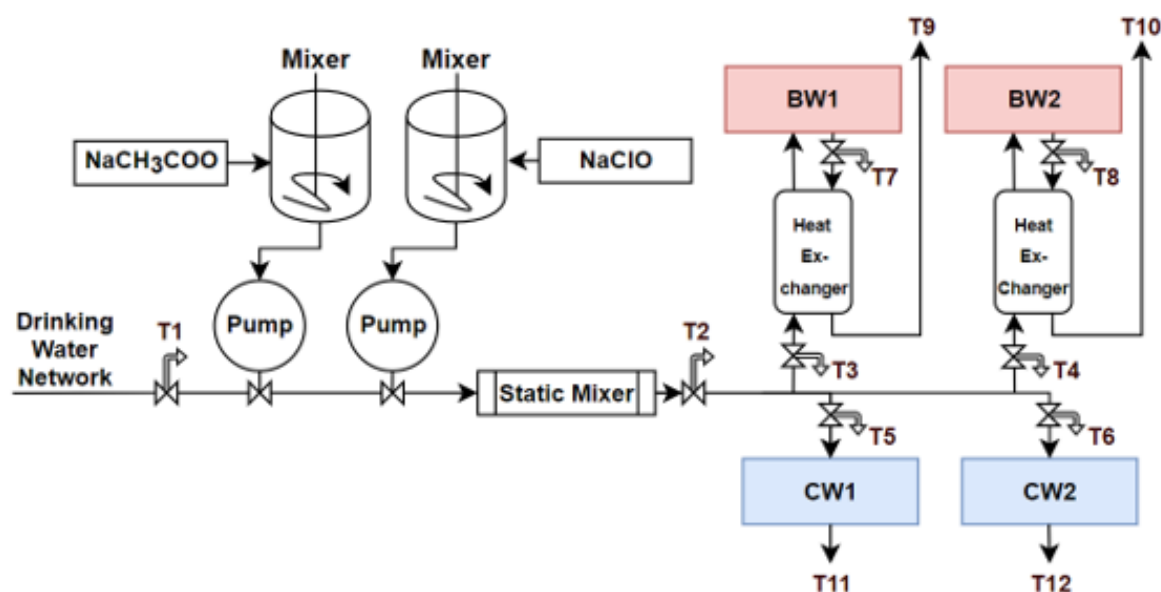 T9
T10
Mixer
Mixer
BW1
BW2
NaCH3COO
NaClO
T7
T8
Heat
Ex-
changer
Heat
Ex-
Changer
Drinking
Water
Network
T1
Pump
Pump
T2
T3
T4
Static Mixer
T5
T6
CW1
CW2
T11
T12